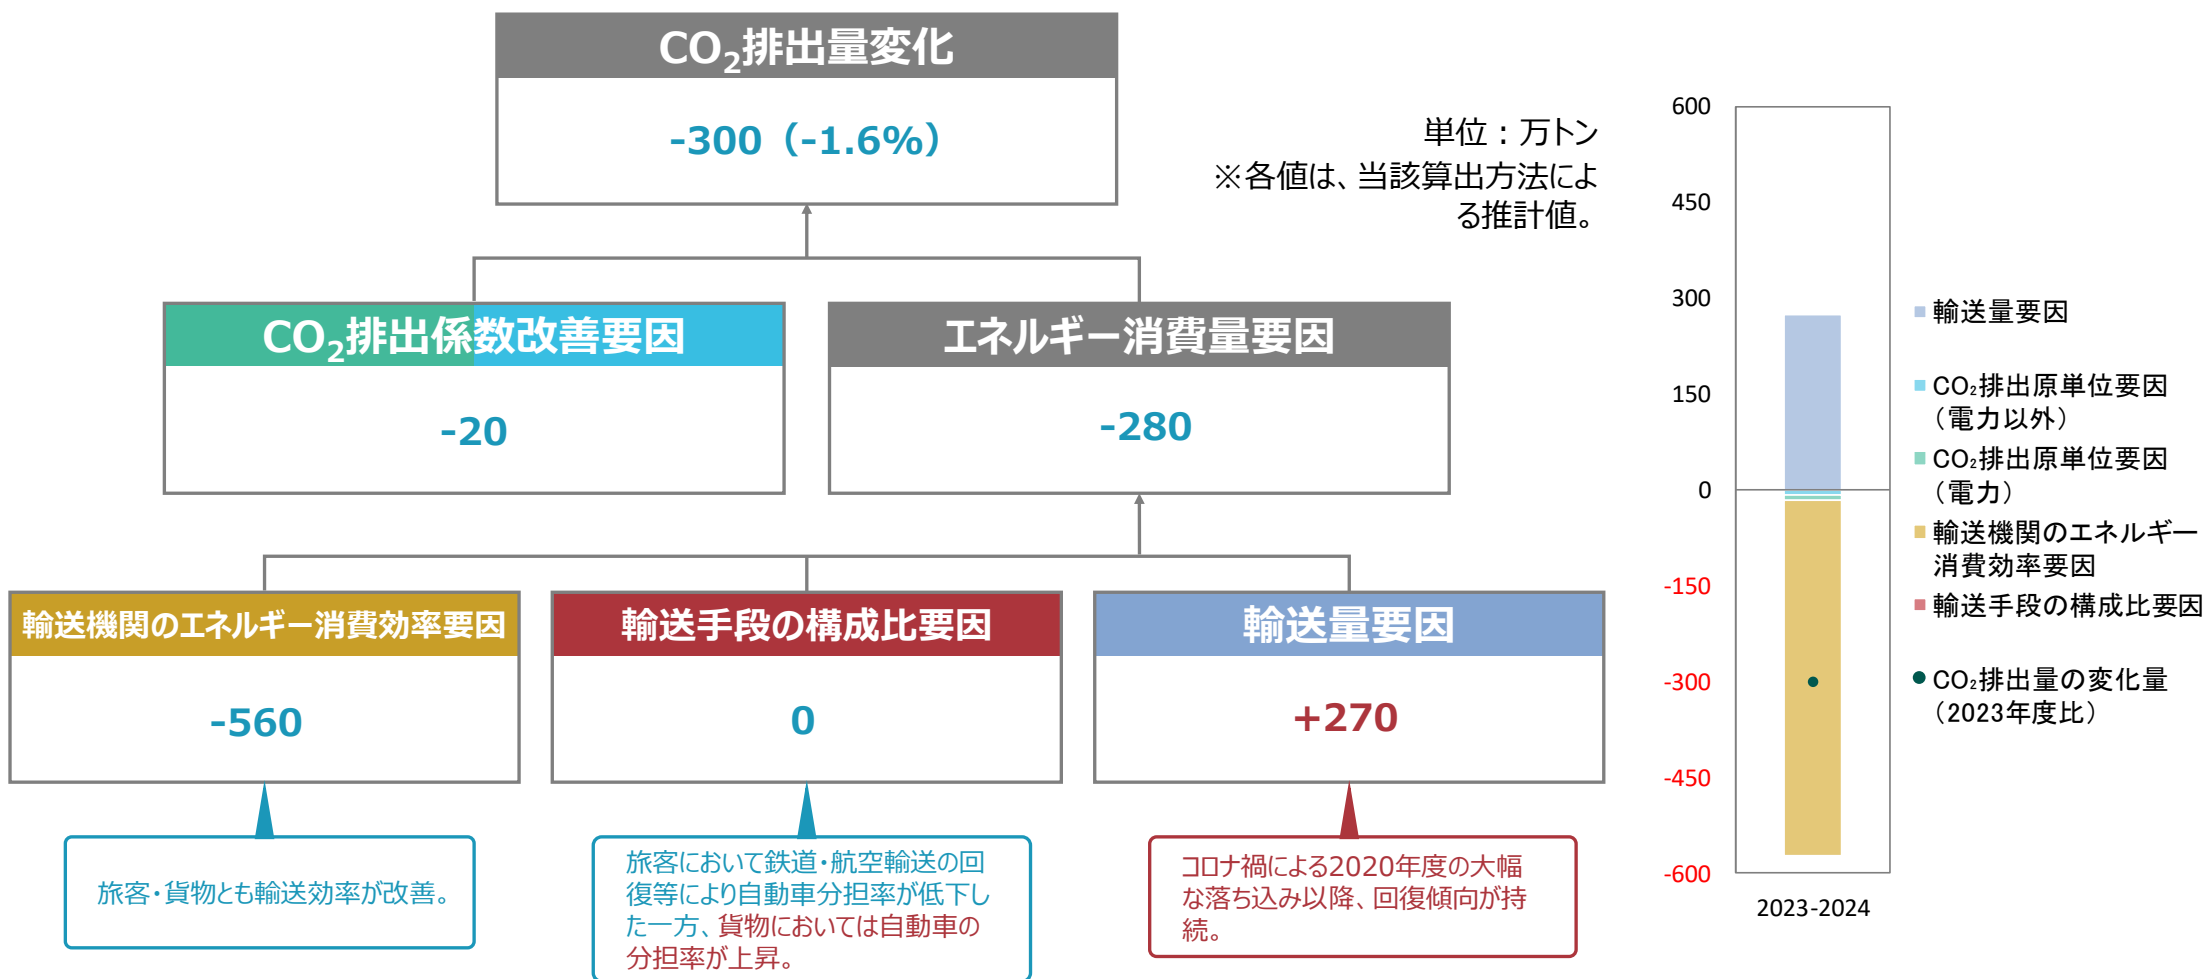 CO₂排出量変化
-300（-1.6%）
単位：万トン
※各値は、当該算出方法によ
る推計値。
CO₂排出係数改善要因
-20
エネルギー消費量要因
-280
輸送機関のエネルギー消費効率要因
-560
輸送手段の構成比要因
0
輸送量要因
+270
旅客・貨物とも輸送効率が改善。
旅客において鉄道・航空輸送の回
復等により自動車分担率が低下し
た一方、貨物においては自動車の
分担率が上昇。
コロナ禍による2020年度の大幅
な落ち込み以降、回復傾向が持
続。
600
450
300
150
0
-150
-300
-450
-600
2023-2024
輸送量要因
CO₂排出原単位要因
（電力以外）
CO₂排出原単位要因
（電力）
輸送機関のエネルギー
消費効率要因
輸送手段の構成比要因
CO₂排出量の変化量
（2023年度比）